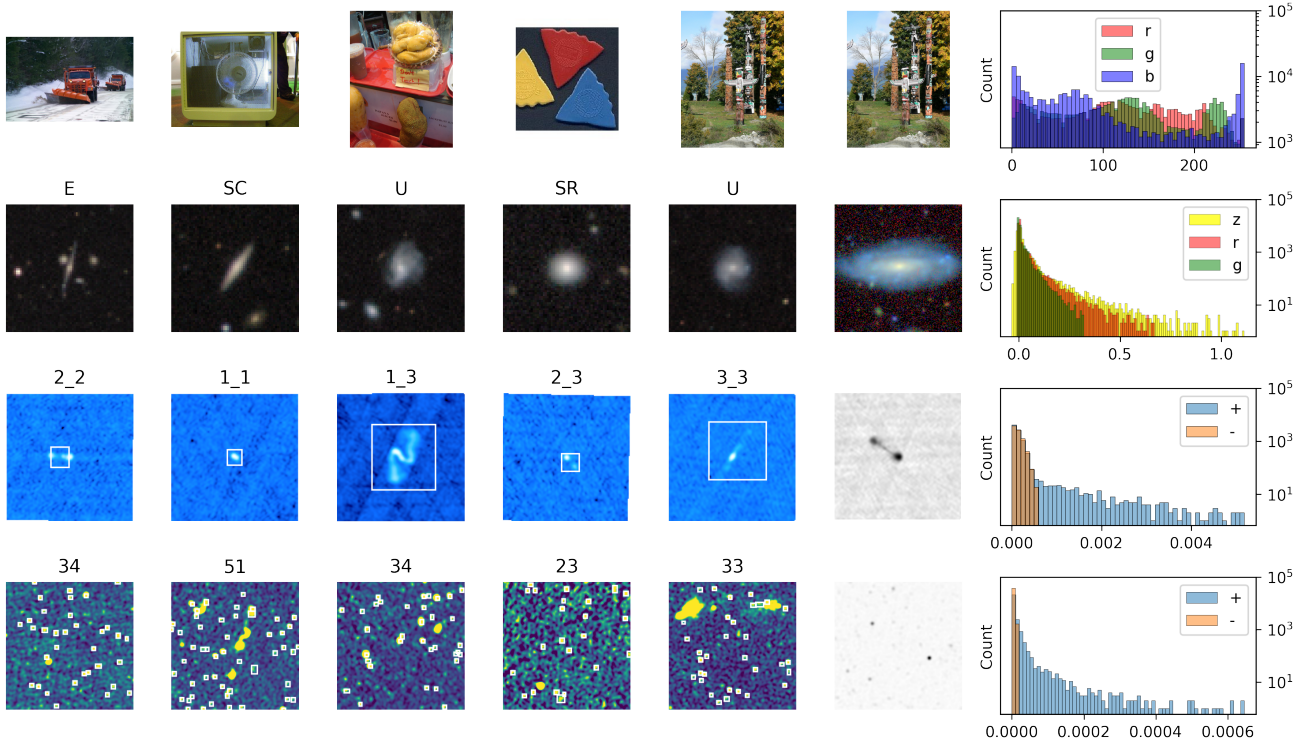 r
g
b
Count
10^5
10^4
10^3
0
100
200
E
SC
U
SR
U
z
r
g
Count
10^5
10^3
10^1
0.0
0.5
1.0
2_2
1_1
1_3
2_3
3_3
+
-
Count
10^5
10^3
10^1
0.000
0.002
0.004
34
51
34
23
33
+
-
Count
10^5
10^3
10^1
0.0000
0.0002
0.0004
0.0006